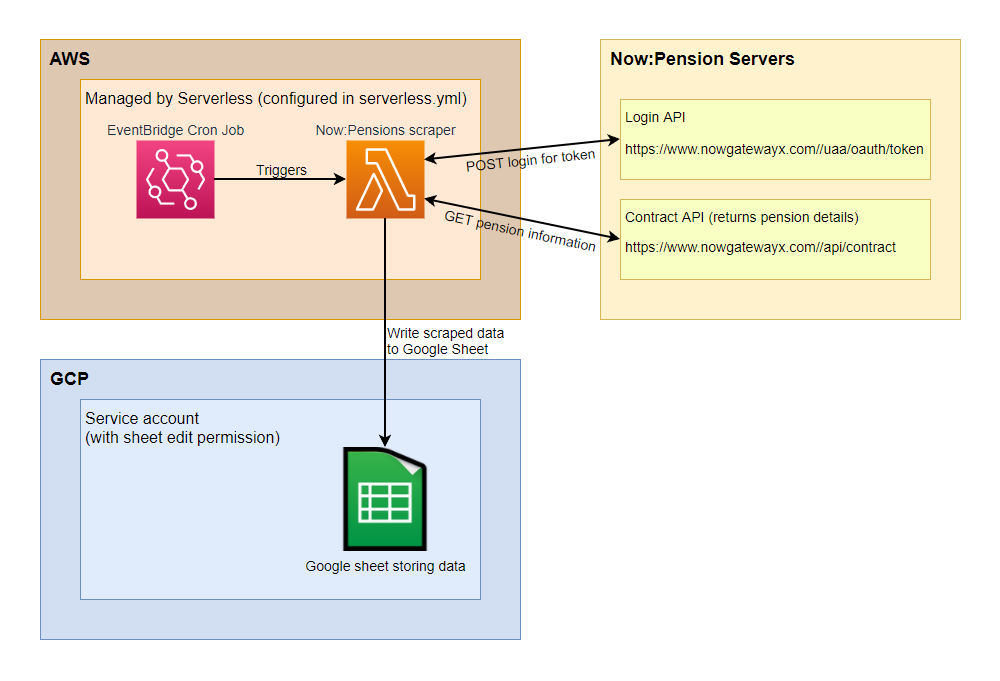 AWS
Managed by Serverless (configured in serverless.yml)
EventBridge Cron Job
Now:Pensions scraper
Triggers
POST login for token
GET pension information
Now:Pension Servers
Login API
https://www.nowgatewayx.com//uaa/oauth/token
Contract API (returns pension details)
https://www.nowgatewayx.com//api/contract
Write scraped data
to Google Sheet
GCP
Service account
(with sheet edit permission)
Google sheet storing data